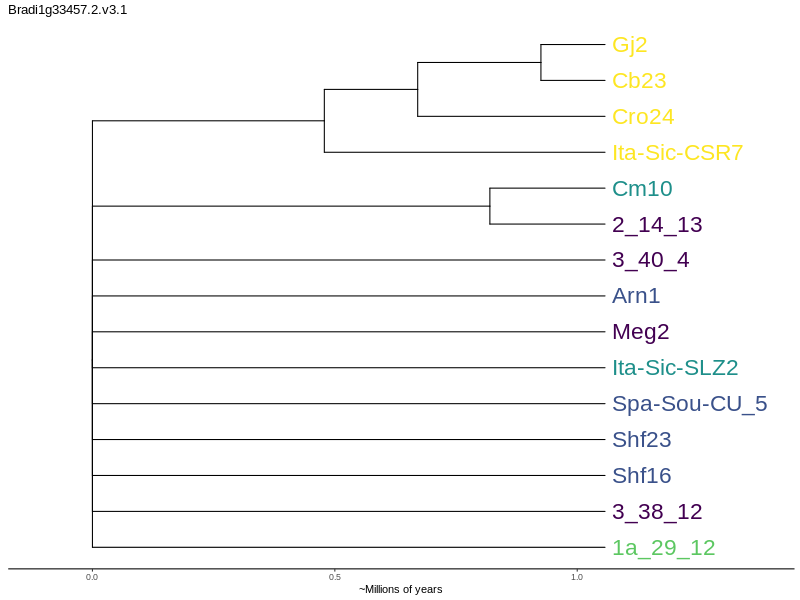 Bradi1g33457.2.v3.1
Gj2
Cb23
Cro24
Ita-Sic-CSR7
Cm10
2_14_13
3_40_4
Arn1
Meg2
Ita-Sic-SLZ2
Spa-Sou-CU_5
Shf23
Shf16
3_38_12
1a_29_12
0.0 0.5 1.0
~Millions of years